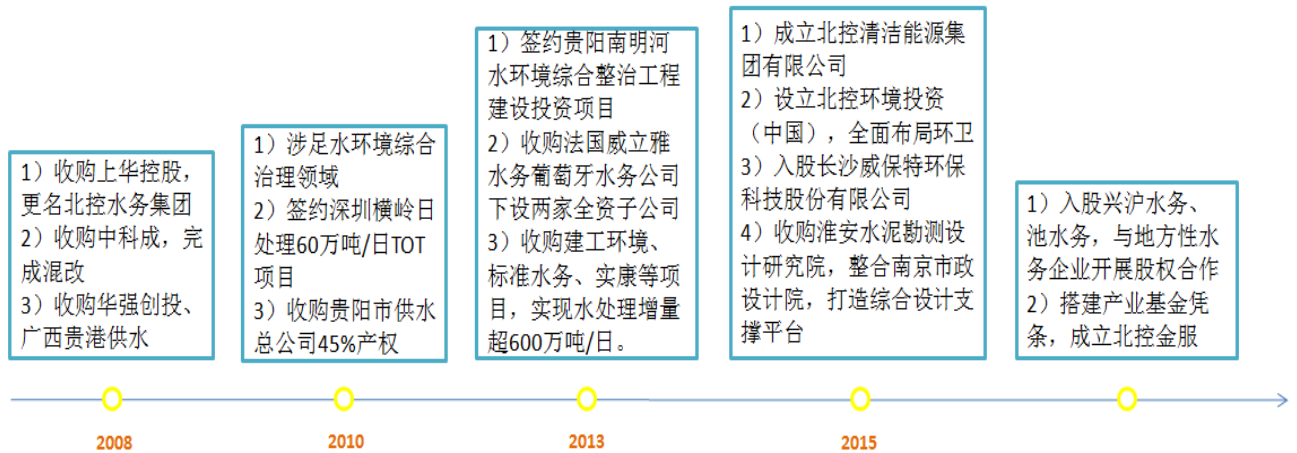 1）收购上华控股，
更名北控水务集团
2）收购中科成，完
成混改
3）收购华强创投、
广西贵港供水
1）涉足水环境综合
治理领域
2）签约深圳横岭日
处理60万吨/日TOT
项目
3）收购贵阳市供水
总公司45%产权
1）签约贵阳南明河
水环境综合整治工程
建设投资项目
2）收购法国威立雅
水务葡萄牙水务公司
下设两家全资子公司
3）收购建工环境、
标准水务、实康等项
目，实现水处理增量
超600万吨/日。
1）成立北控清洁能源集
团有限公司
2）设立北控环境投资
（中国），全面布局环卫
3）入股长沙威保特环保
科技股份有限公司
4）收购淮安水泥勘测设
计研究院，整合南京市政
设计院，打造综合设计支
撑平台
1）入股兴沪水务、
池水务，与地方性水
务企业开展股权合作
2）搭建产业基金凭
条，成立北控金服
2008
2010
2013
2015